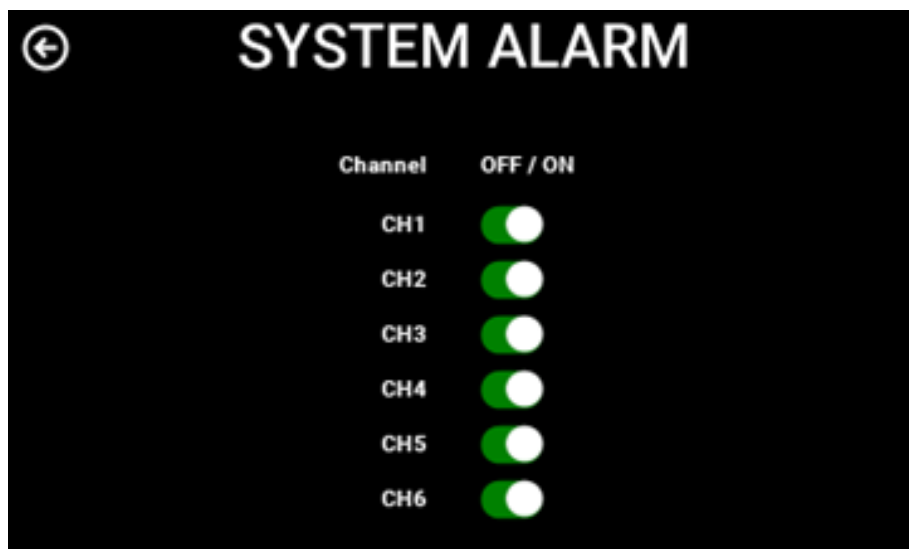 SYSTEM ALARM
Channel OFF / ON
CH1
CH2
CH3
CH4
CH5
CH6